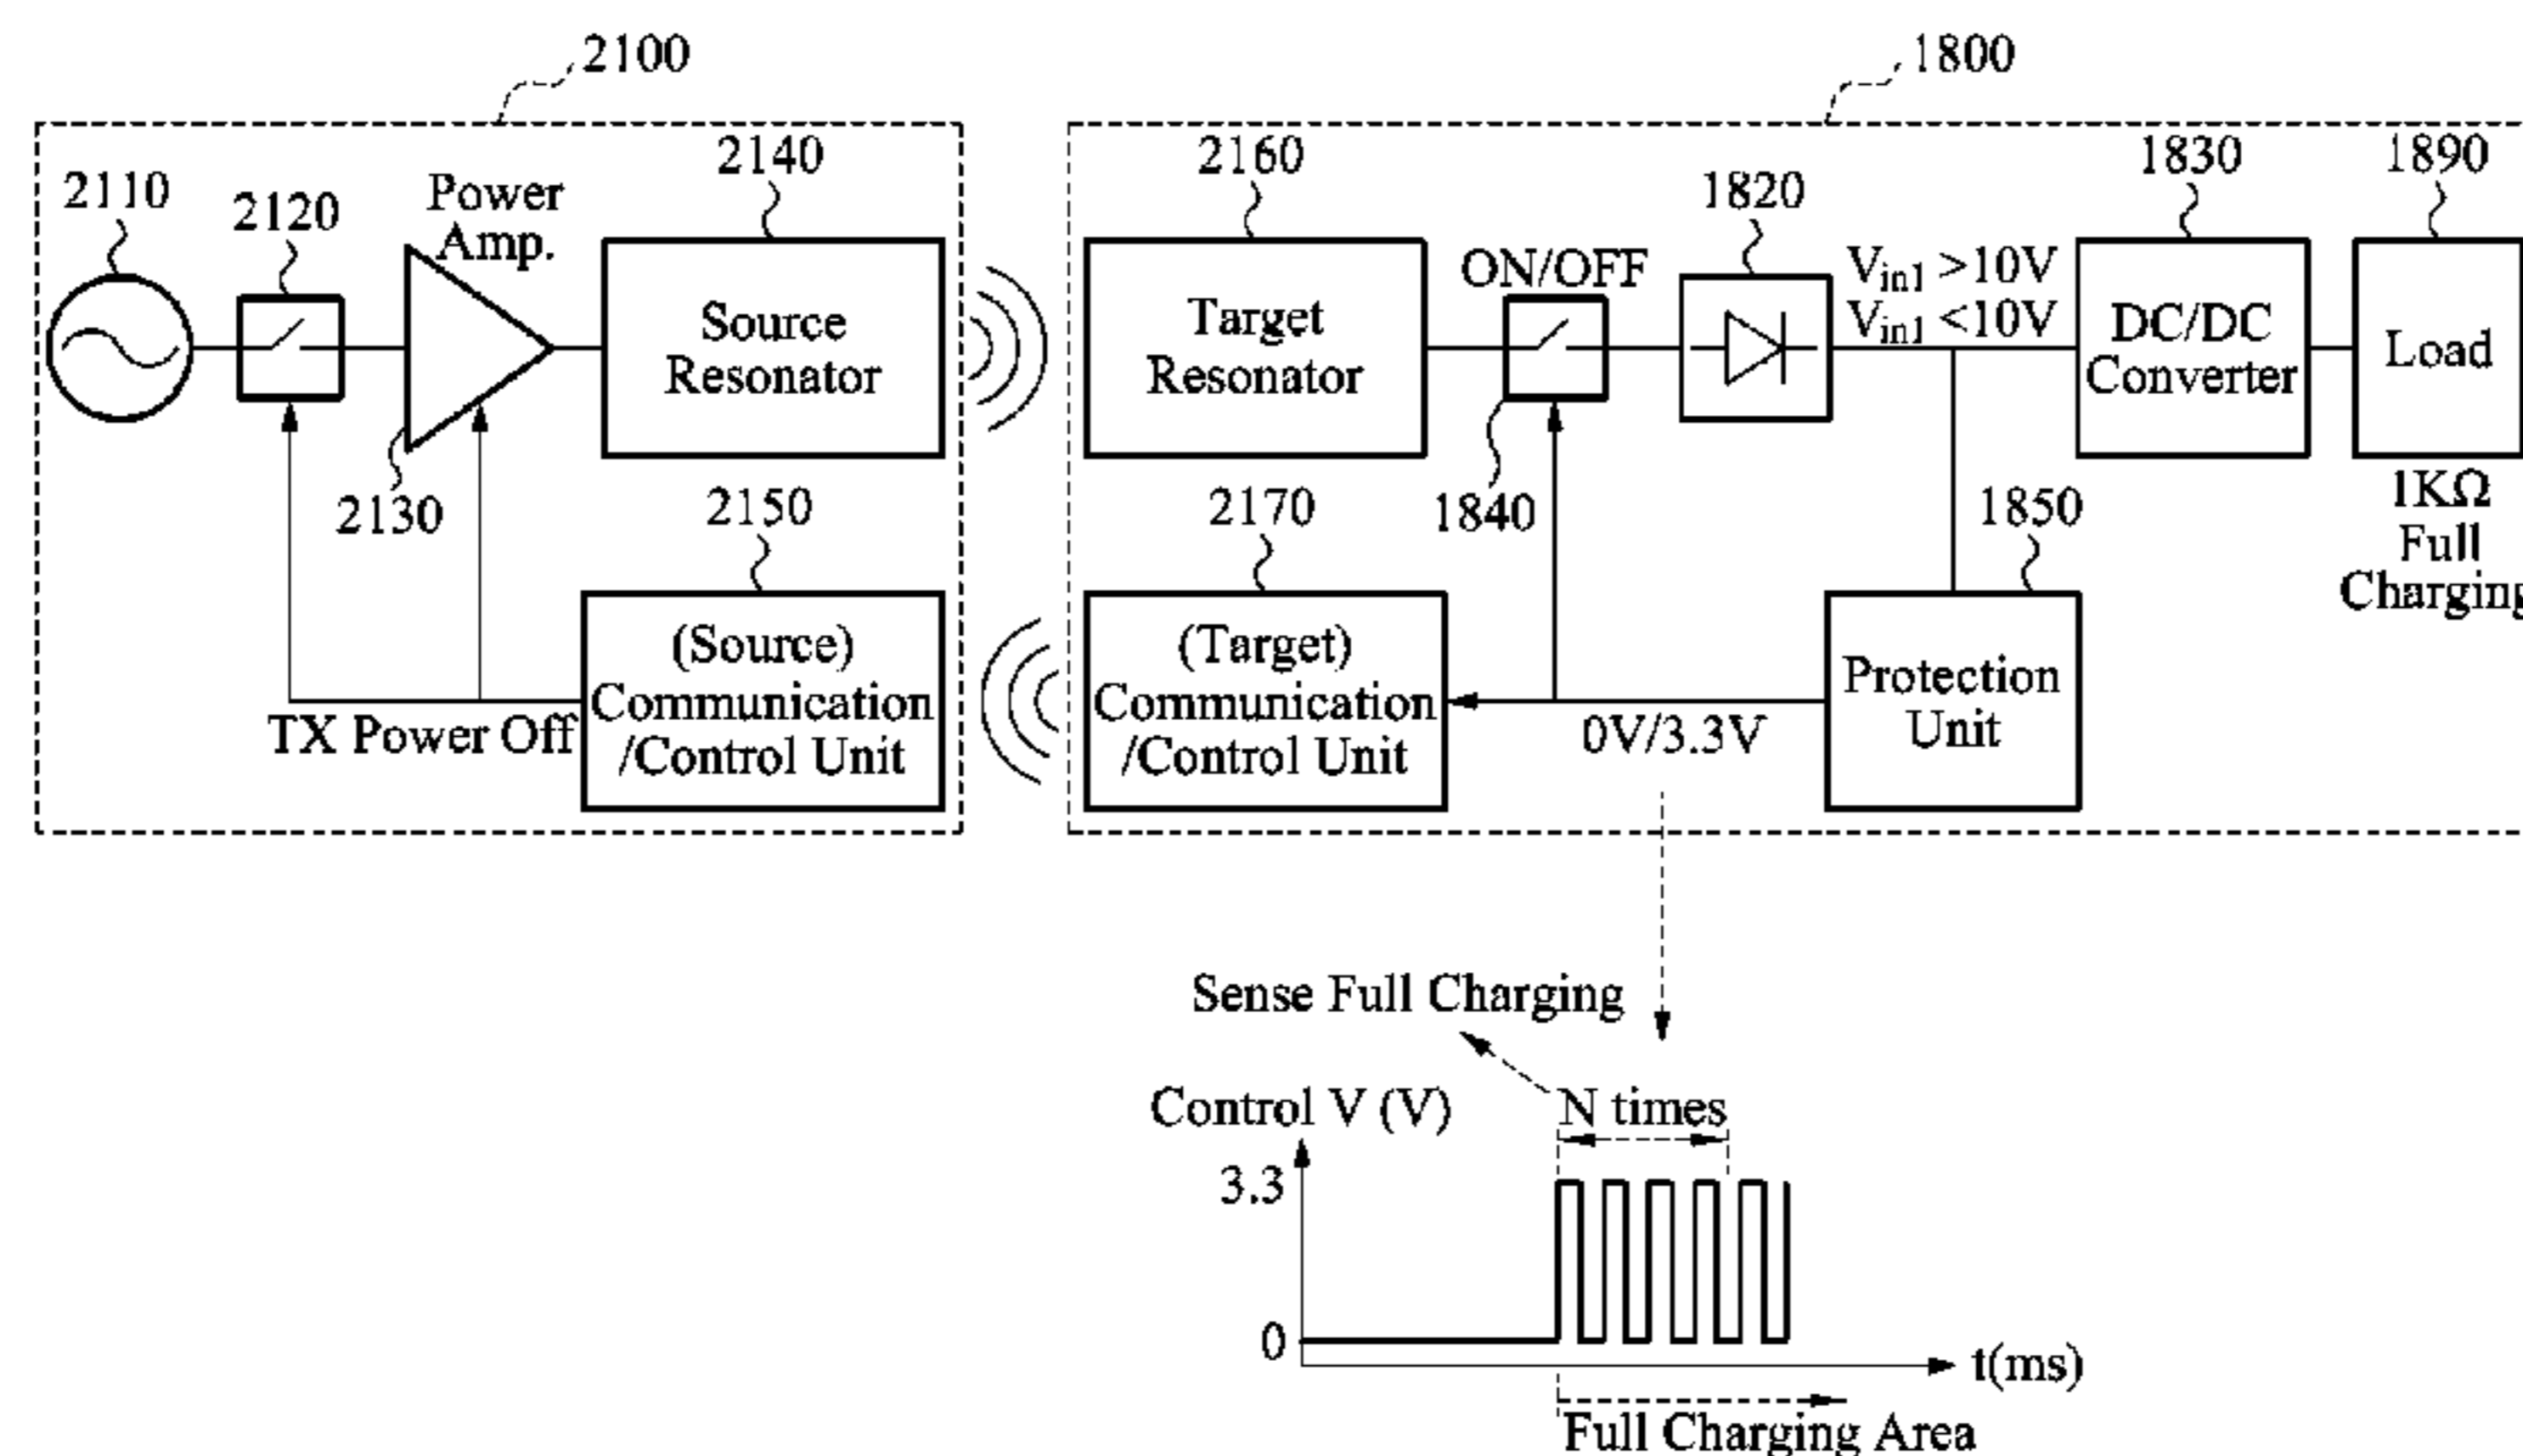 2100
1800
2110
2120
Power
Amp.
2140
2160
1820
1830
1890
2130
Source
Resonator
Target
Resonator
ON/OFF
1840
Vin1 >10V
Vin1 <10V
DC/DC
Converter
Load
1KΩ
Full
Charging
2150
2170
1850
TX Power Off
(Source)
Communication
/Control Unit
(Target)
Communication
/Control Unit
0V/3.3V
Protection
Unit
Sense Full Charging
Control V (V)
N times
3.3
0
t(ms)
Full Charging Area